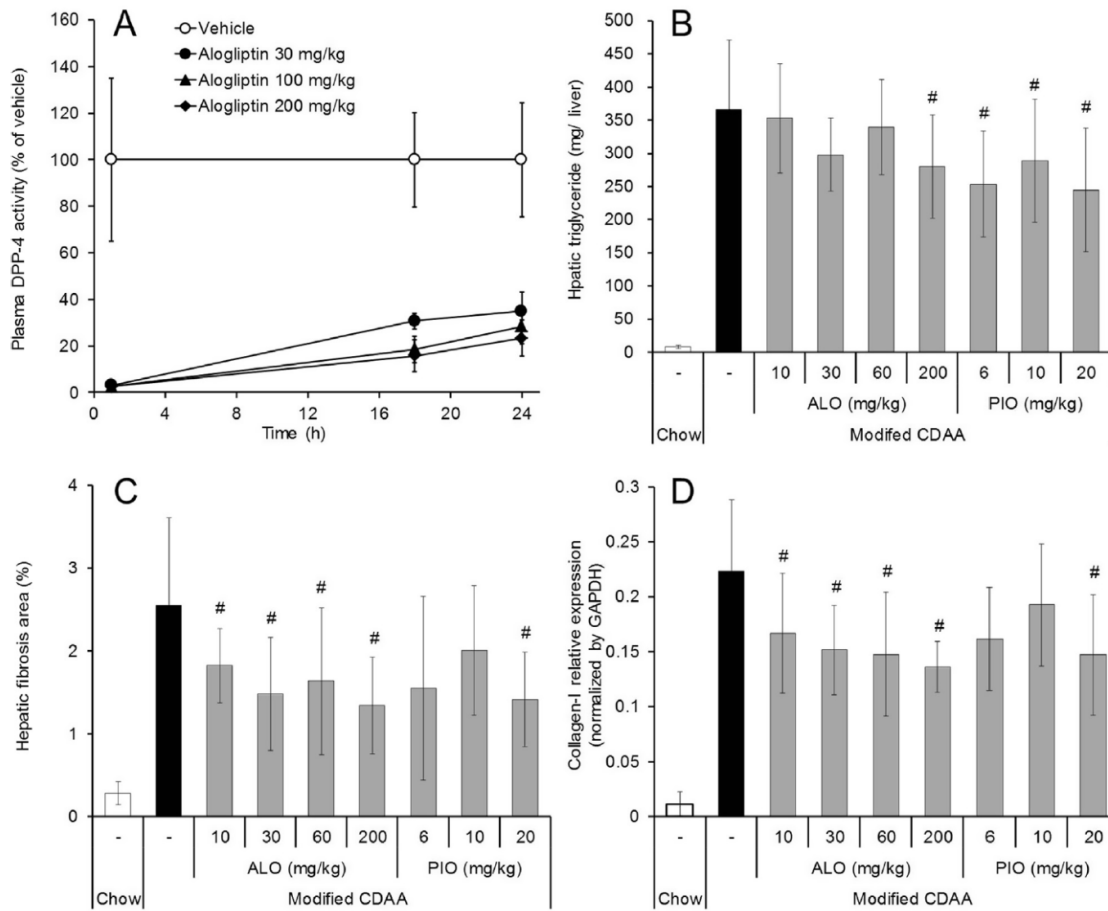 A
Plasma DPP-4 activity (% of vehicle)
160
140
120
100
80
60
40
20
0
Vehicle
Alogliptin 30 mg/kg
Alogliptin 100 mg/kg
Alogliptin 200 mg/kg
0 4 8 12 16 20 24
Time (h)
B
Hpatic triglyceride (mg/ liver)
500
450
400
350
300
250
200
150
100
50
0
# # # #
- - 10 30 60 200 6 10 20
ALO (mg/kg) PIO (mg/kg)
Chow Modifed CDAA
C
Hepatic fibrosis area (%)
4
3
2
1
0
# # # # #
- - 10 30 60 200 6 10 20
ALO (mg/kg) PIO (mg/kg)
Chow Modified CDAA
D
Collagen-I relative expression
(normalized by GAPDH)
0.3
0.25
0.2
0.15
0.1
0.05
0
# # # # #
- - 10 30 60 200 6 10 20
ALO (mg/kg) PIO (mg/kg)
Chow Modified CDAA